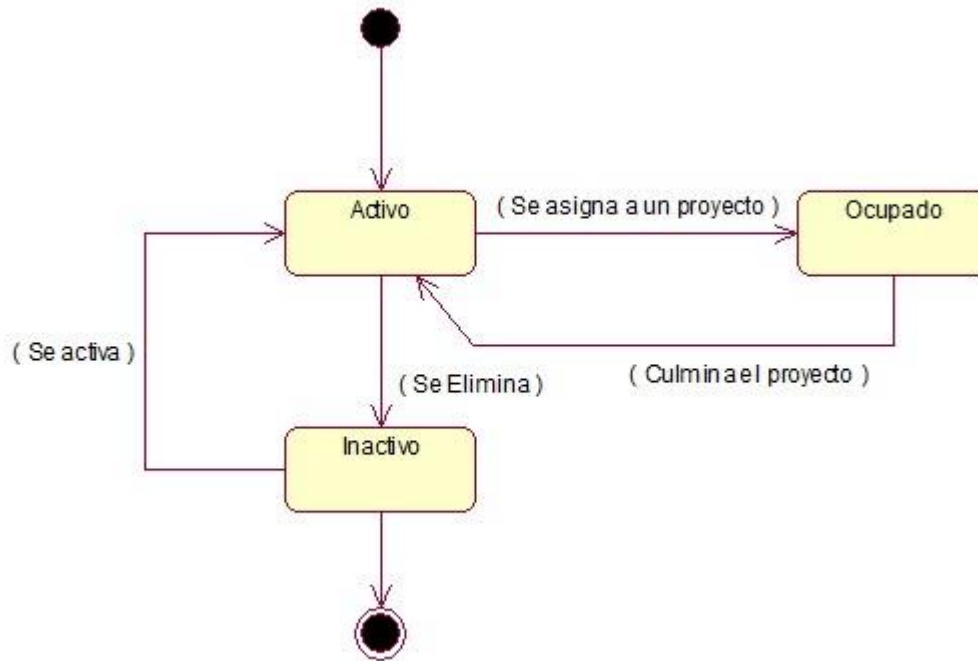 Activo
( Se asigna a un proyecto )
Ocupado
( Se activa )
( Se Elimina )
( Culmina el proyecto )
Inactivo